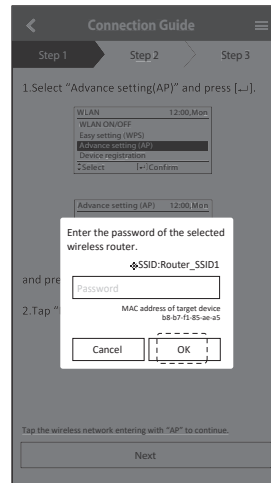 Connection Guide
Step 1
Step 2
Step 3
1.Select "Advance setting(AP)" and press [↵].
WLAN 12:00,Mon
WLAN ON/OFF
Easy setting (WPS)
Advance setting (AP)
Device registration
Select [↵]Confirm
Advance setting (AP) 12:00,Mon
Enter the password of the selected
wireless router.
SSID:Router_SSID1
Password
MAC address of target device
b8-b7-f1-85-ae-a5
Cancel
OK
and pre
2.Tap "
Tap the wireless network entering with "AP" to continue.
Next